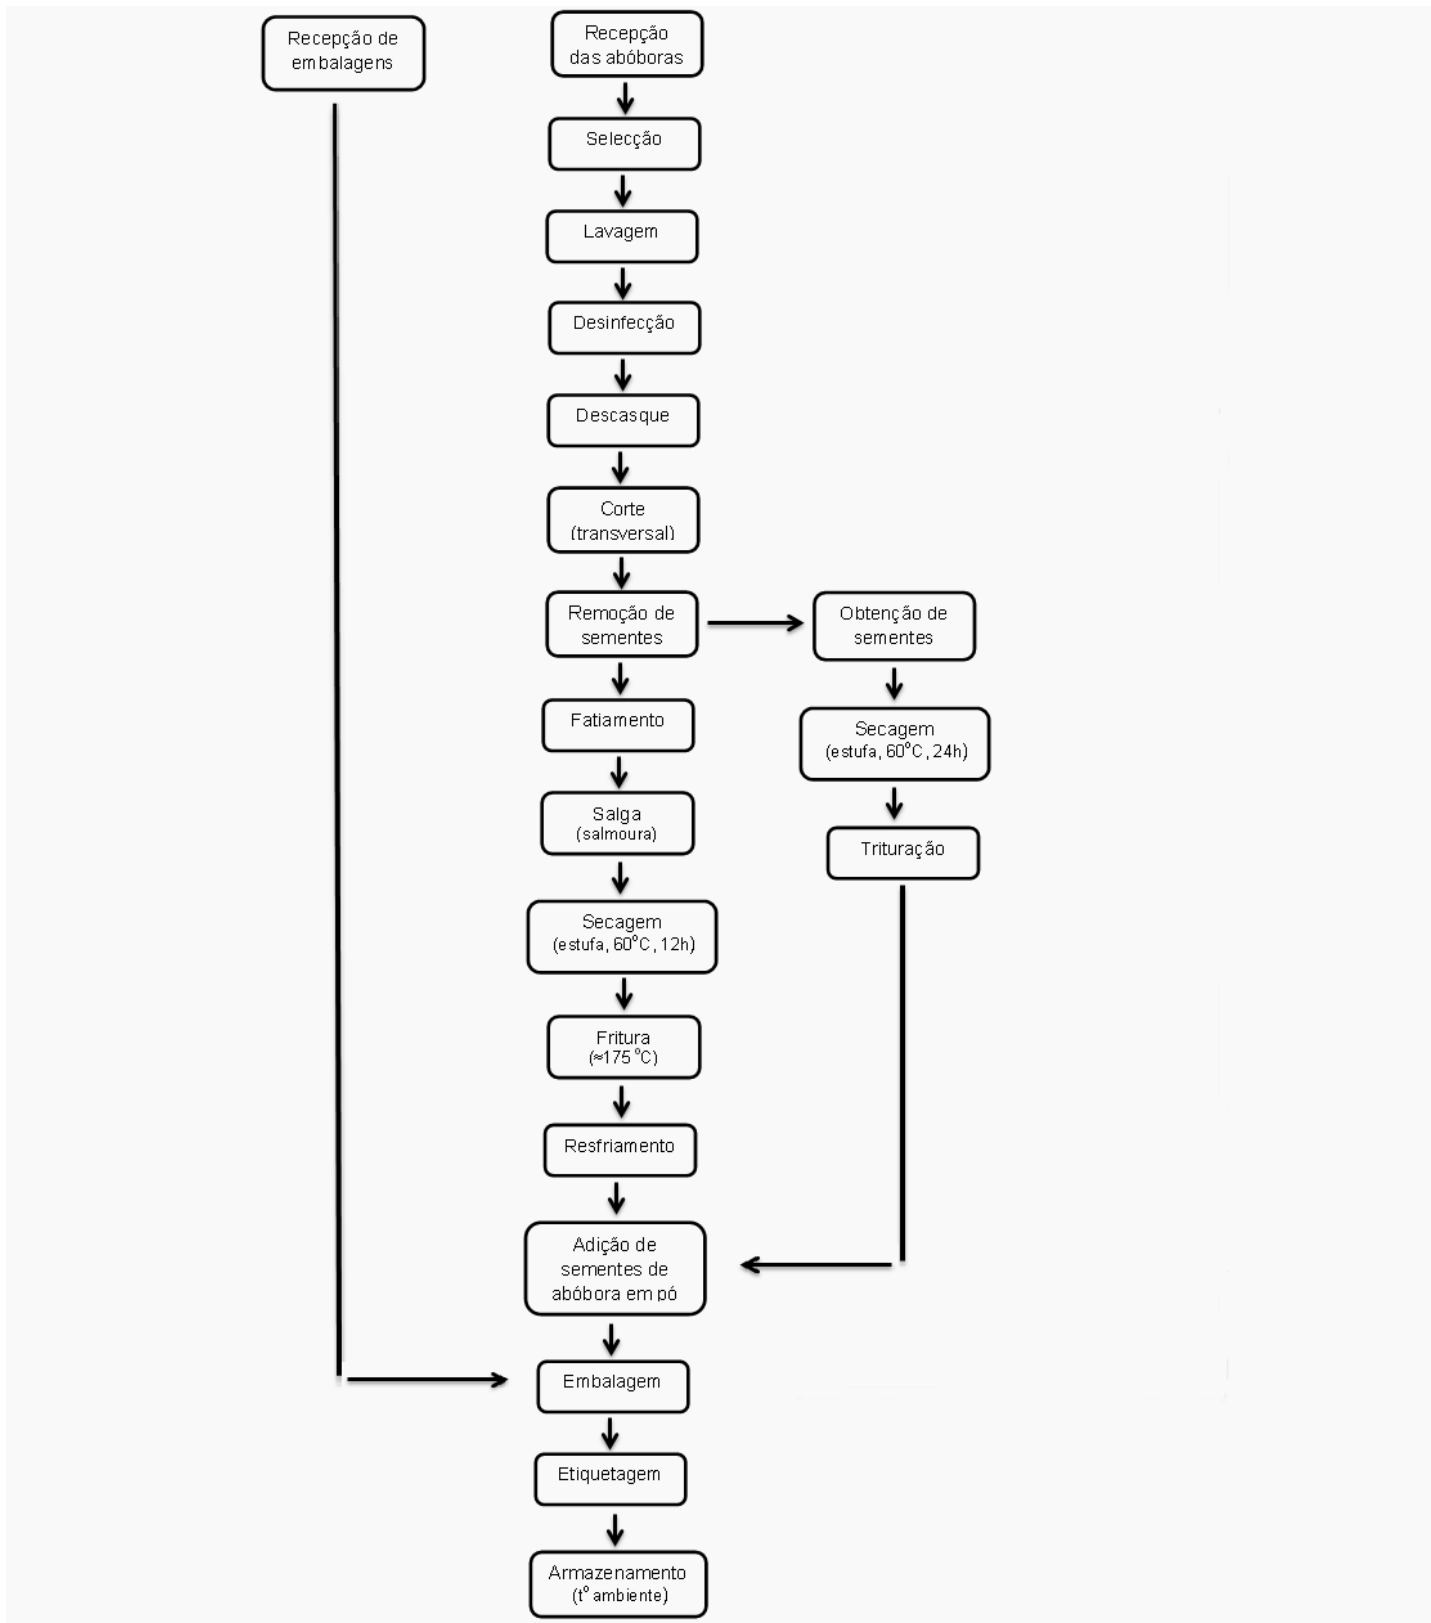 Recepção de
embalagens
Recepção
das abóboras
Selecção
Lavagem
Desinfecção
Descasque
Corte
(transversal)
Remoção de
sementes
Obtenção de
sementes
Fatiamento
Secagem
(estufa, 60°C, 24h)
Salga
(salmoura)
Trituração
Secagem
(estufa, 60°C, 12h)
Fritura
(≈175 °C)
Resfriamento
Adição de
sementes de
abóbora em pó
Embalagem
Etiquetagem
Armazenamento
(t° ambiente)